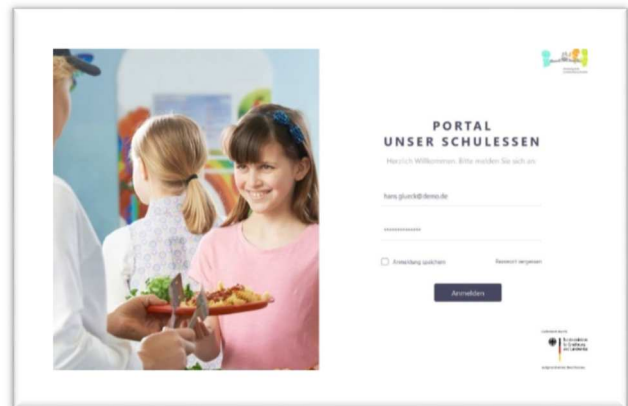 PORTAL
UNSER SCHULESSEN
Herzlich Willkommen. Bitte melden Sie sich an.
hans.glueck@demo.de
Anmeldung speichern
Passwort vergessen
Anmelden